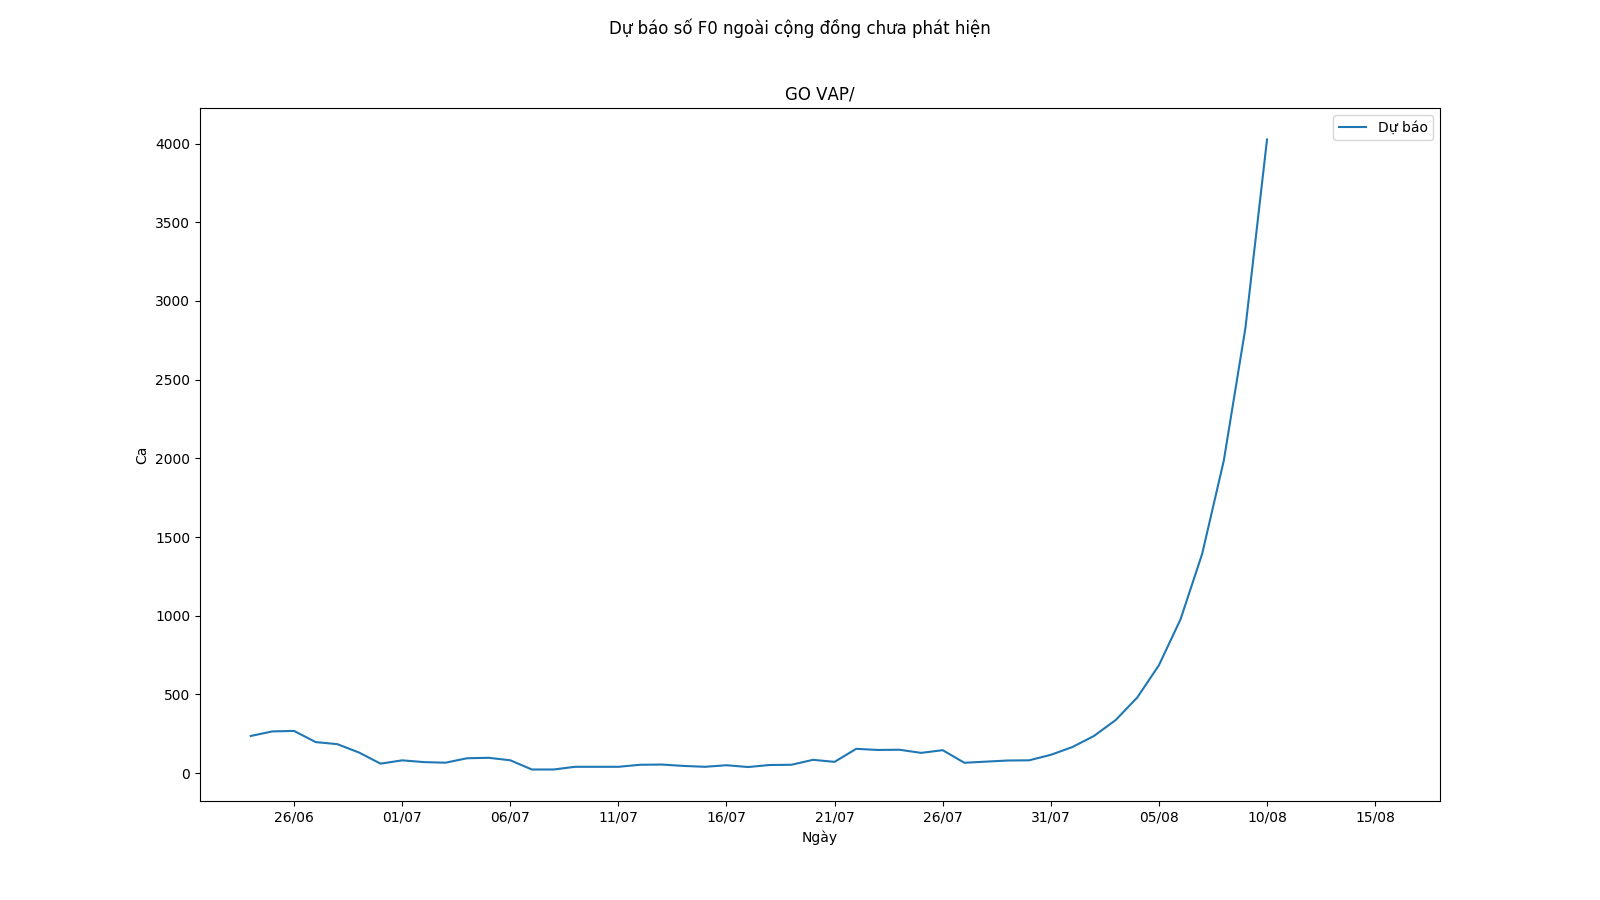 Dự báo số F0 ngoài cộng đồng chưa phát hiện
GO VAP/
Dự báo
4000
3500
3000
2500
2000
1500
1000
500
0
Ca
26/06 01/07 06/07 11/07 16/07 21/07 26/07 31/07 05/08 10/08 15/08
Ngày